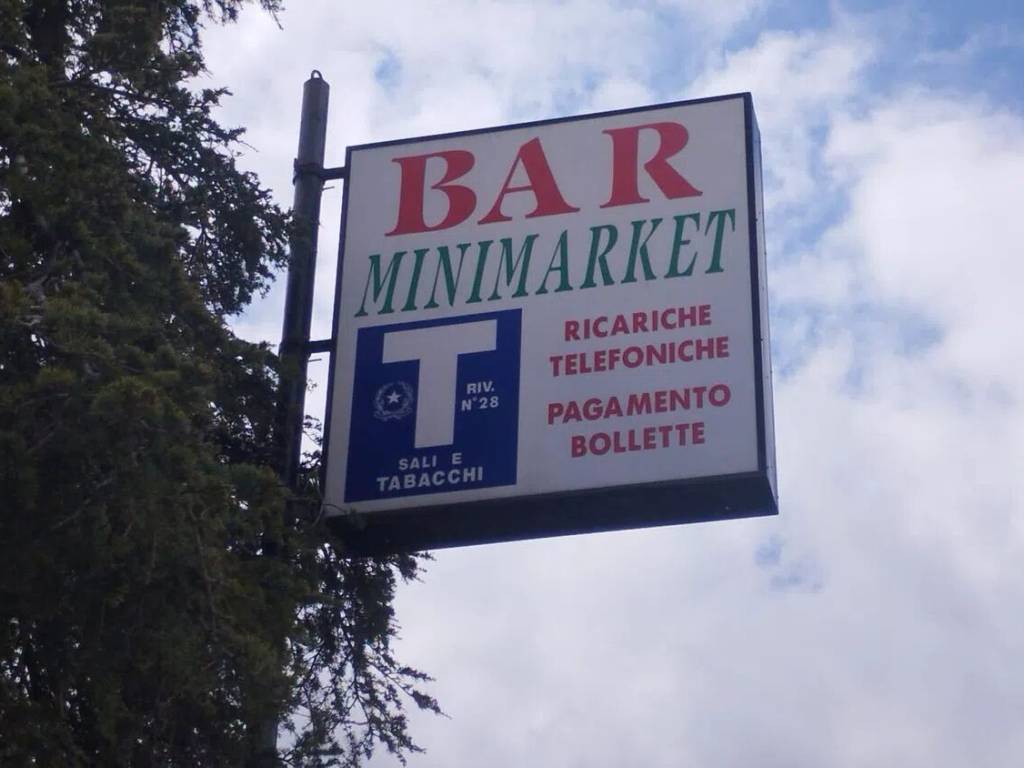 BAR
MINIMARKET
T
RIV.
N°28
SALI E
TABACCHI
RICARICHE
TELEFONICHE
PAGAMENTO
BOLLETTE